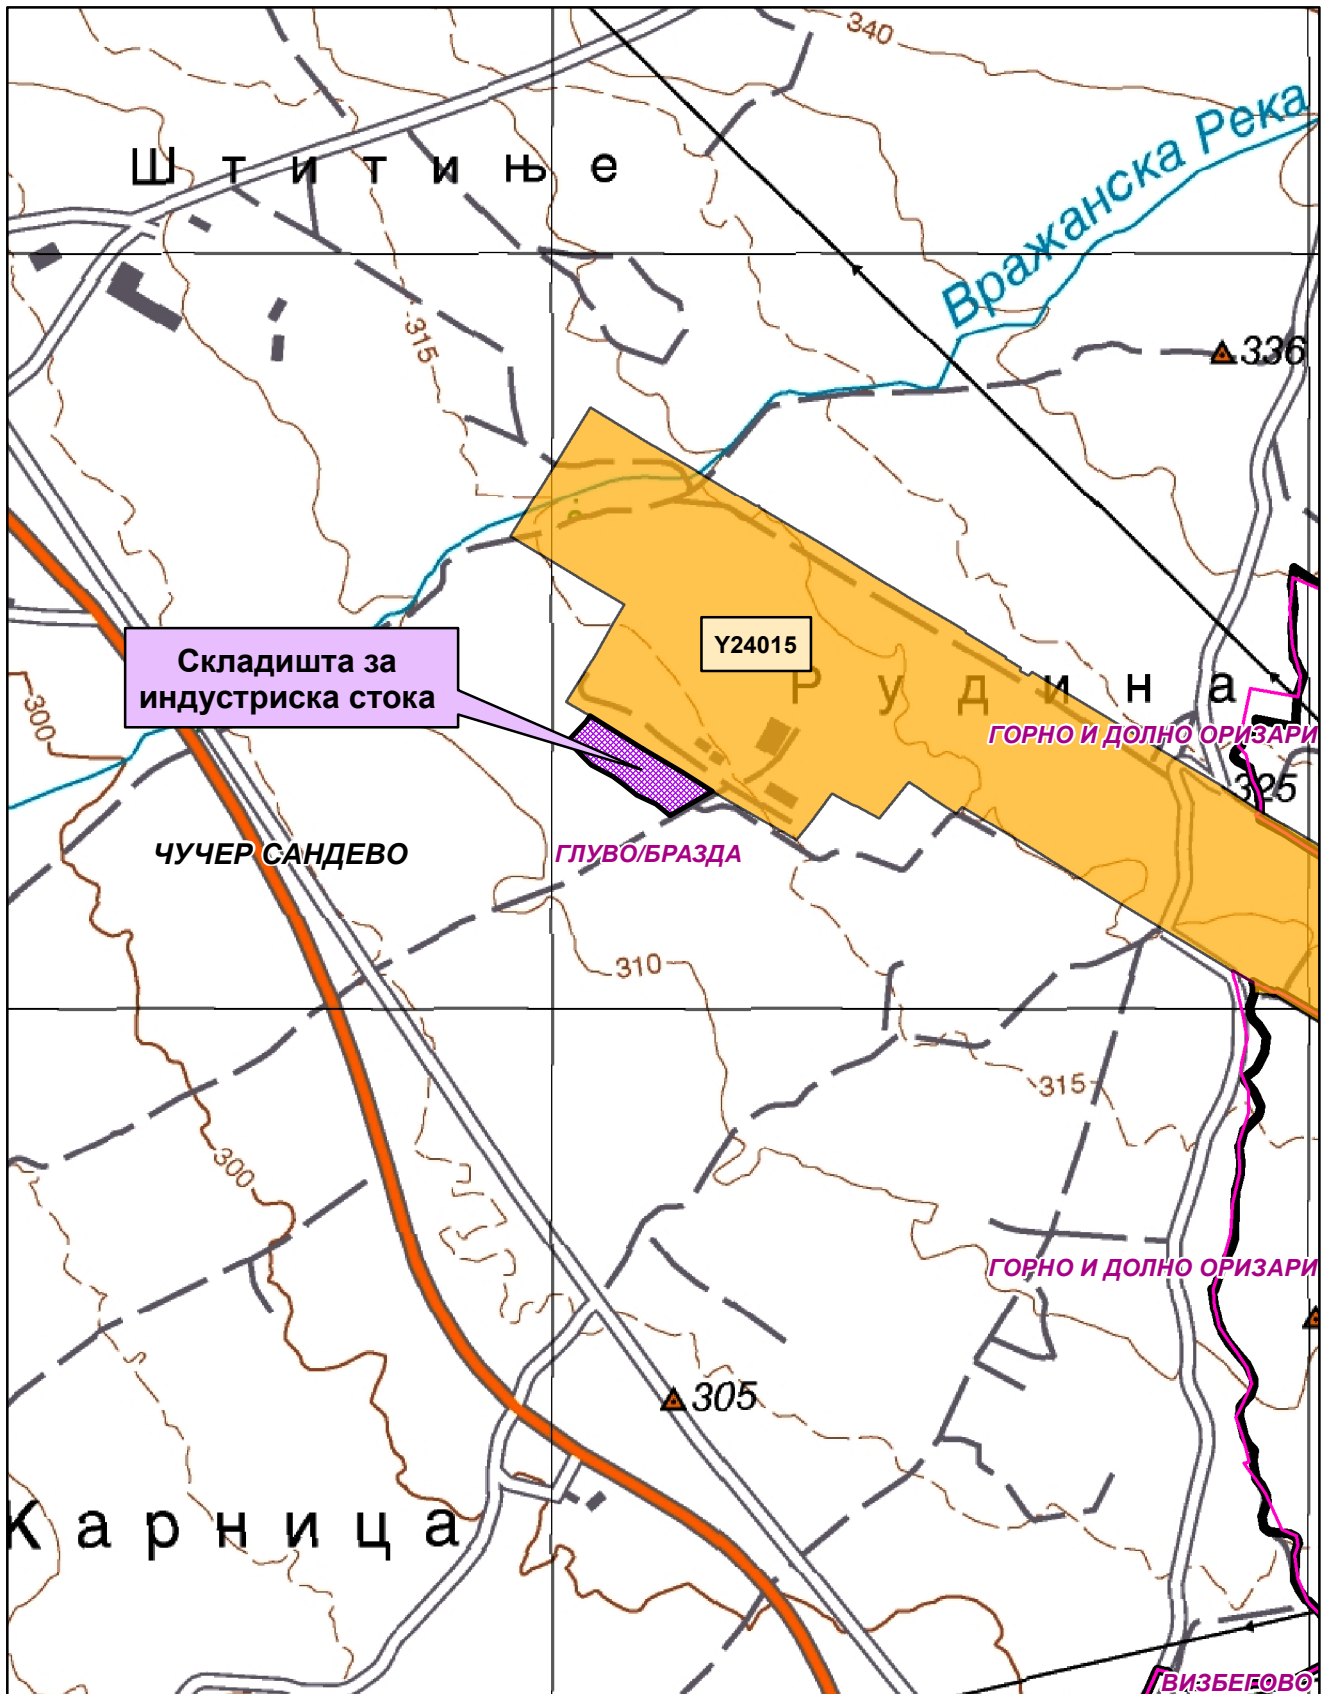 340
Штитиње
Вражанска Река
315
336
Складишта за
индустриска стока
Y24015
Рудина
300
ГОРНО И ДОЛНО ОРИЗАРИ
325
ЧУЧЕР САНДЕВО
ГЛУВО/БРАЗДА
310
315
300
ГОРНО И ДОЛНО ОРИЗАРИ
305
Карница
ВИЗБЕГОВО